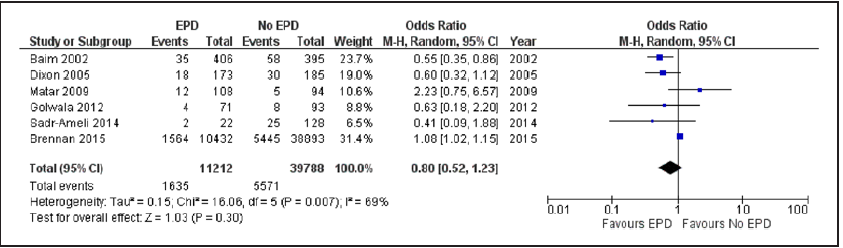 EPD No EPD Odds Ratio Odds Ratio
Study or Subgroup Events Total Events Total Weight M-H, Random, 95% CI Year M-H, Random, 95% CI
Baim 2002 35 406 58 395 23.7% 0.55 [0.35, 0.86] 2002
Dixon 2005 18 173 30 185 19.0% 0.60 [0.32, 1.12] 2005
Matar 2009 12 108 5 94 10.6% 2.23 [0.75, 6.57] 2009
Golwala 2012 4 71 8 93 8.8% 0.63 [0.18, 2.20] 2012
Badr-Ameli 2014 2 22 25 128 6.5% 0.41 [0.09, 1.88] 2014
Brennan 2015 1564 10432 5445 38893 31.4% 1.08 [1.02, 1.15] 2015
Total (95% CI) 11212 39788 100.0% 0.80 [0.52, 1.23]
Total events 1635 5571
Heterogeneity: Tau² = 0.15; Chi² = 16.06, df = 5 (P = 0.007); I² = 69%
Test for overall effect: Z = 1.03 (P = 0.30)
0.01 0.1 1 10 100
Favours EPD Favours No EPD